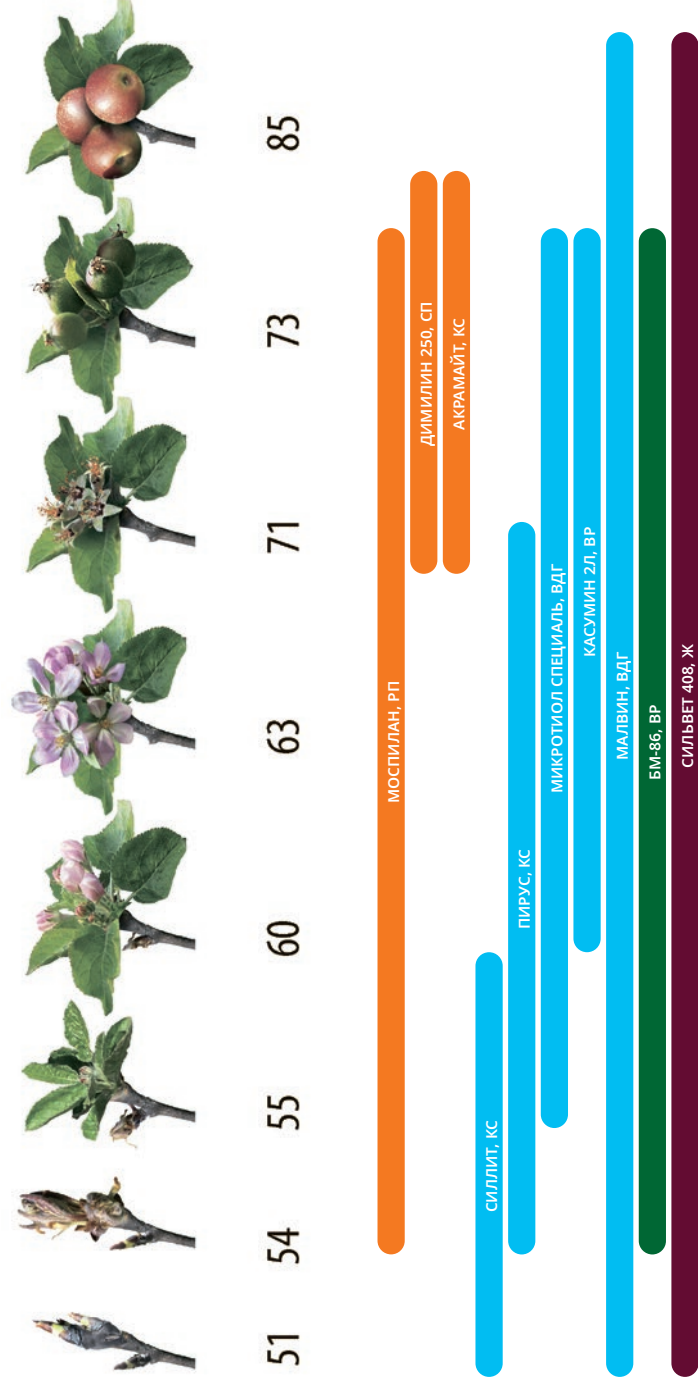 51
54
55
60
63
71
73
85
МОСПИЛАН, РП
ДИМИЛИН 250, СП
АКРАМАЙТ, КС
СИЛЛИТ, КС
ПИРУС, КС
МИКРОТИОЛ СПЕЦИАЛЬ, ВДГ
КАСУМИН 2Л, ВР
МАЛВИН, ВДГ
БМ-86, ВР
СИЛЬВЕТ 408, Ж